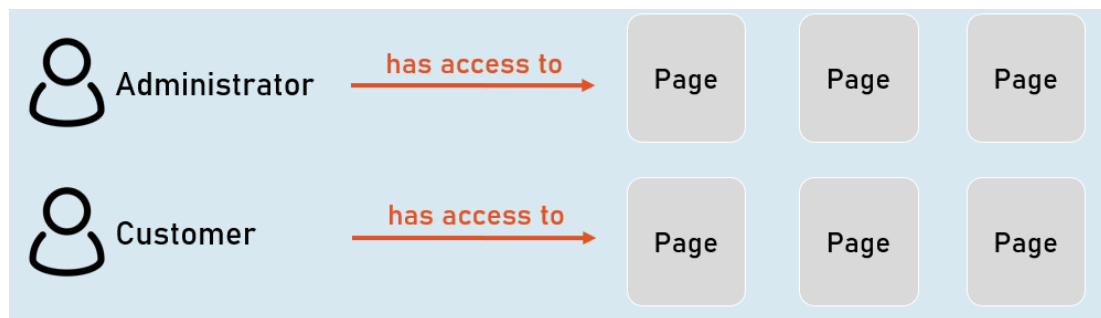 Administrator
has access to
Page
Page
Page
Customer
has access to
Page
Page
Page